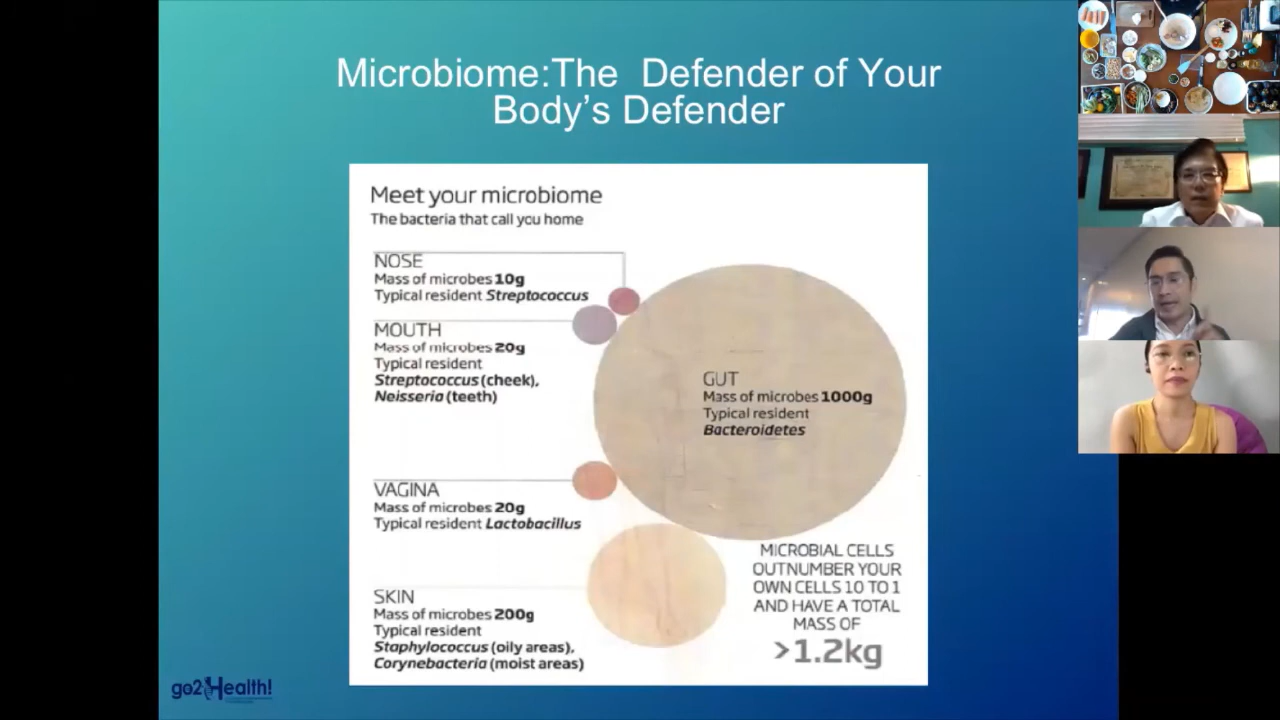 Microbiome:The Defender of Your
Body's Defender
Meet your microbiome
The bacteria that call you home
NOSE
Mass of microbes 10g
Typical resident Streptococcus
MOUTH
Mass of microbes 20g
Typical resident
Streptococcus (cheek),
Neisseria (teeth)
GUT
Mass of microbes 1000g
Typical resident
Bacteroidetes
VAGINA
Mass of microbes 20g
Typical resident Lactobacillus
SKIN
Mass of microbes 200g
Typical resident
Staphylococcus (oily areas),
Corynebacteria (moist areas)
MICROBIAL CELLS
OUTNUMBER YOUR
OWN CELLS 10 TO 1
AND HAVE A TOTAL
MASS OF
>1.2kg
go2Health!